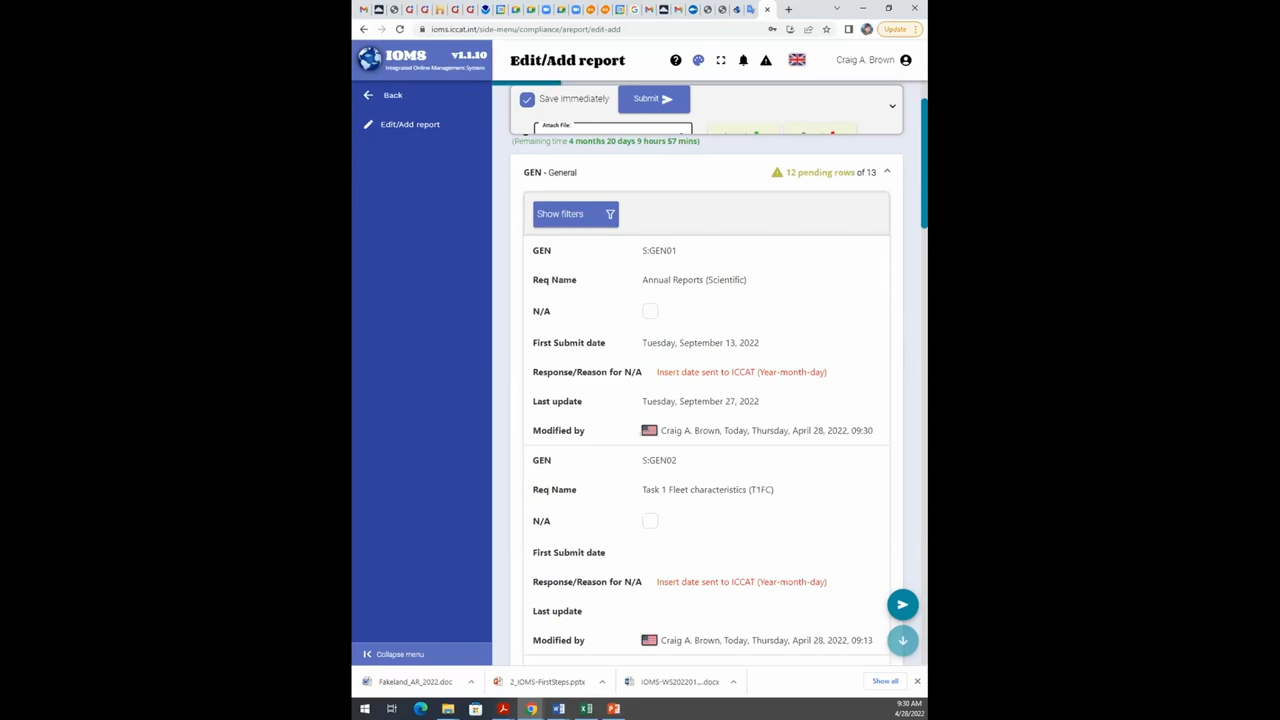 ioms.iccat.int/side-menu/compliance/areport/edit-add
Update
IOMS v1.1.10
Integrated Online Management System
Edit/Add report
Craig A. Brown
Back
Edit/Add report
Save immediately
Submit
Attach File:
(Remaining time 4 months 20 days 9 hours 57 mins)
GEN - General
12 pending rows of 13
Show filters
GEN S:GEN01
Req Name Annual Reports (Scientific)
N/A
First Submit date Tuesday, September 13, 2022
Response/Reason for N/A Insert date sent to ICCAT (Year-month-day)
Last update Tuesday, September 27, 2022
Modified by Craig A. Brown, Today, Thursday, April 28, 2022, 09:30
GEN S:GEN02
Req Name Task 1 Fleet characteristics (T1FC)
N/A
First Submit date
Response/Reason for N/A Insert date sent to ICCAT (Year-month-day)
Last update
Modified by Craig A. Brown, Today, Thursday, April 28, 2022, 09:13
Collapse menu
Fakeland_AR_2022.doc
2_IOMS-FirstSteps.pptx
IOMS-WS202201....docx
Show all
9:30 AM
4/28/2022